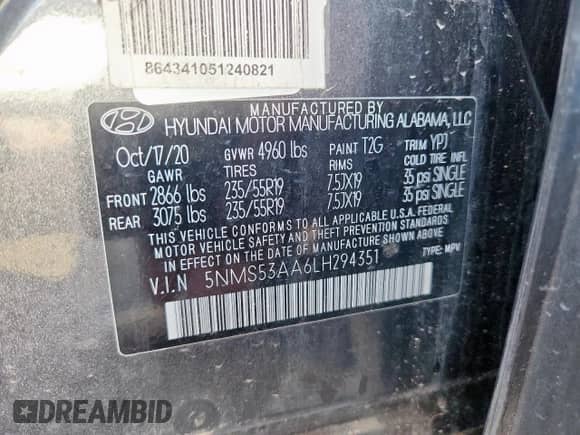 864341051240821
MANUFACTURED BY
HYUNDAI MOTOR MANUFACTURING ALABAMA, LLC
Oct/17/20 GVWR 4960 lbs PAINT T2G TRIM YPJ
GAWR TIRES RIMS COLD TIRE INFL
FRONT 2866 lbs 235/55R19 7.5JX19 35 psi SINGLE
REAR 3075 lbs 235/55R19 7.5JX19 35 psi SINGLE
THIS VEHICLE CONFORMS TO ALL APPLICABLE U.S.A. FEDERAL
MOTOR VEHICLE SAFETY AND THEFT PREVENTION STANDARDS
IN EFFECT ON THE DATE OF MANUFACTURE SHOWN ABOVE
V.I.N 5NMS53AA6LH294351 TYPE: MPV
DREAMBID